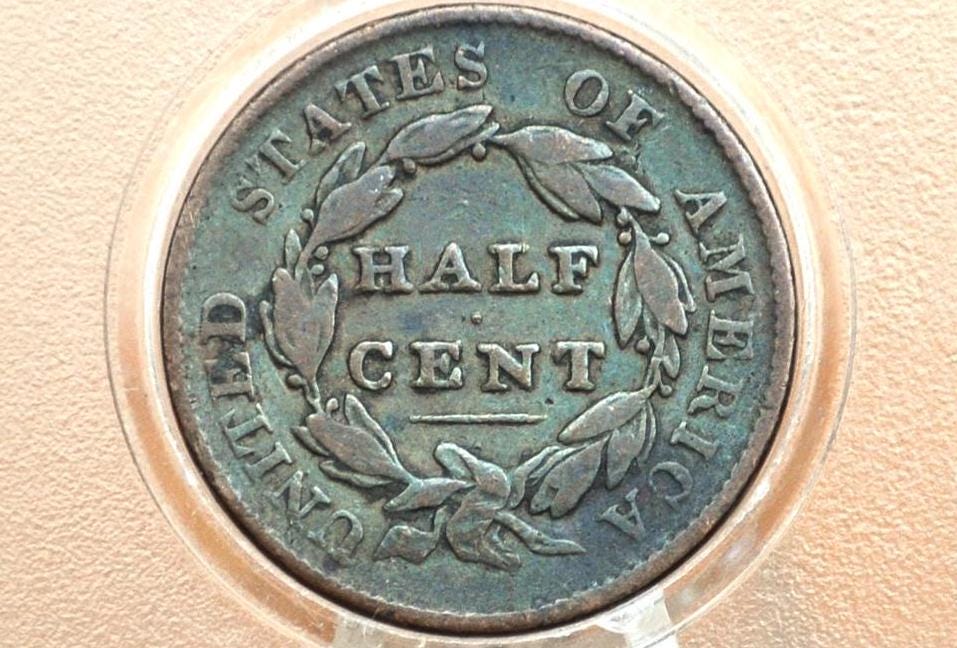 UNITED STATES OF AMERICA
HALF
CENT